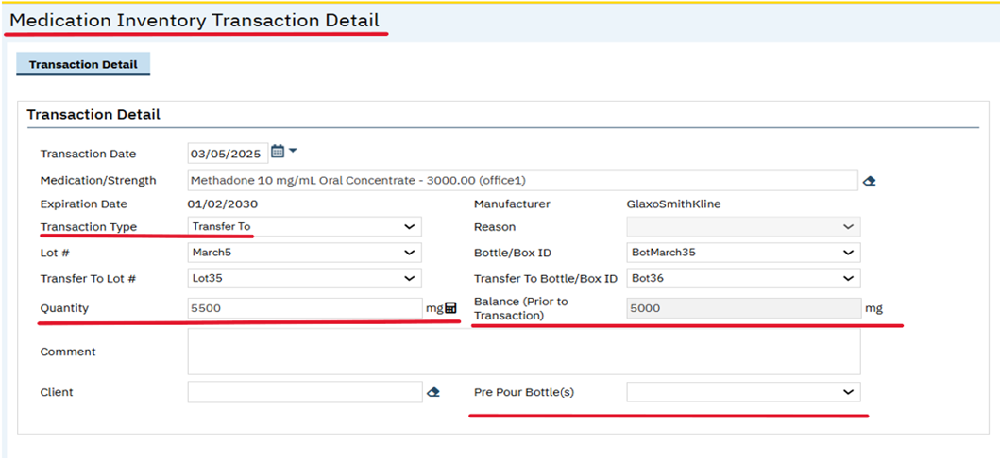 Medication Inventory Transaction Detail
Transaction Detail
Transaction Detail
Transaction Date 03/05/2025
Medication/Strength Methadone 10 mg/mL Oral Concentrate - 3000.00 (office1)
Expiration Date 01/02/2030 Manufacturer GlaxoSmithKline
Transaction Type Transfer To Reason
Lot # March5 Bottle/Box ID BotMarch35
Transfer To Lot # Lot35 Transfer To Bottle/Box ID Bot36
Quantity 5500 mg Balance (Prior to
Transaction) 5000 mg
Comment
Client Pre Pour Bottle(s)